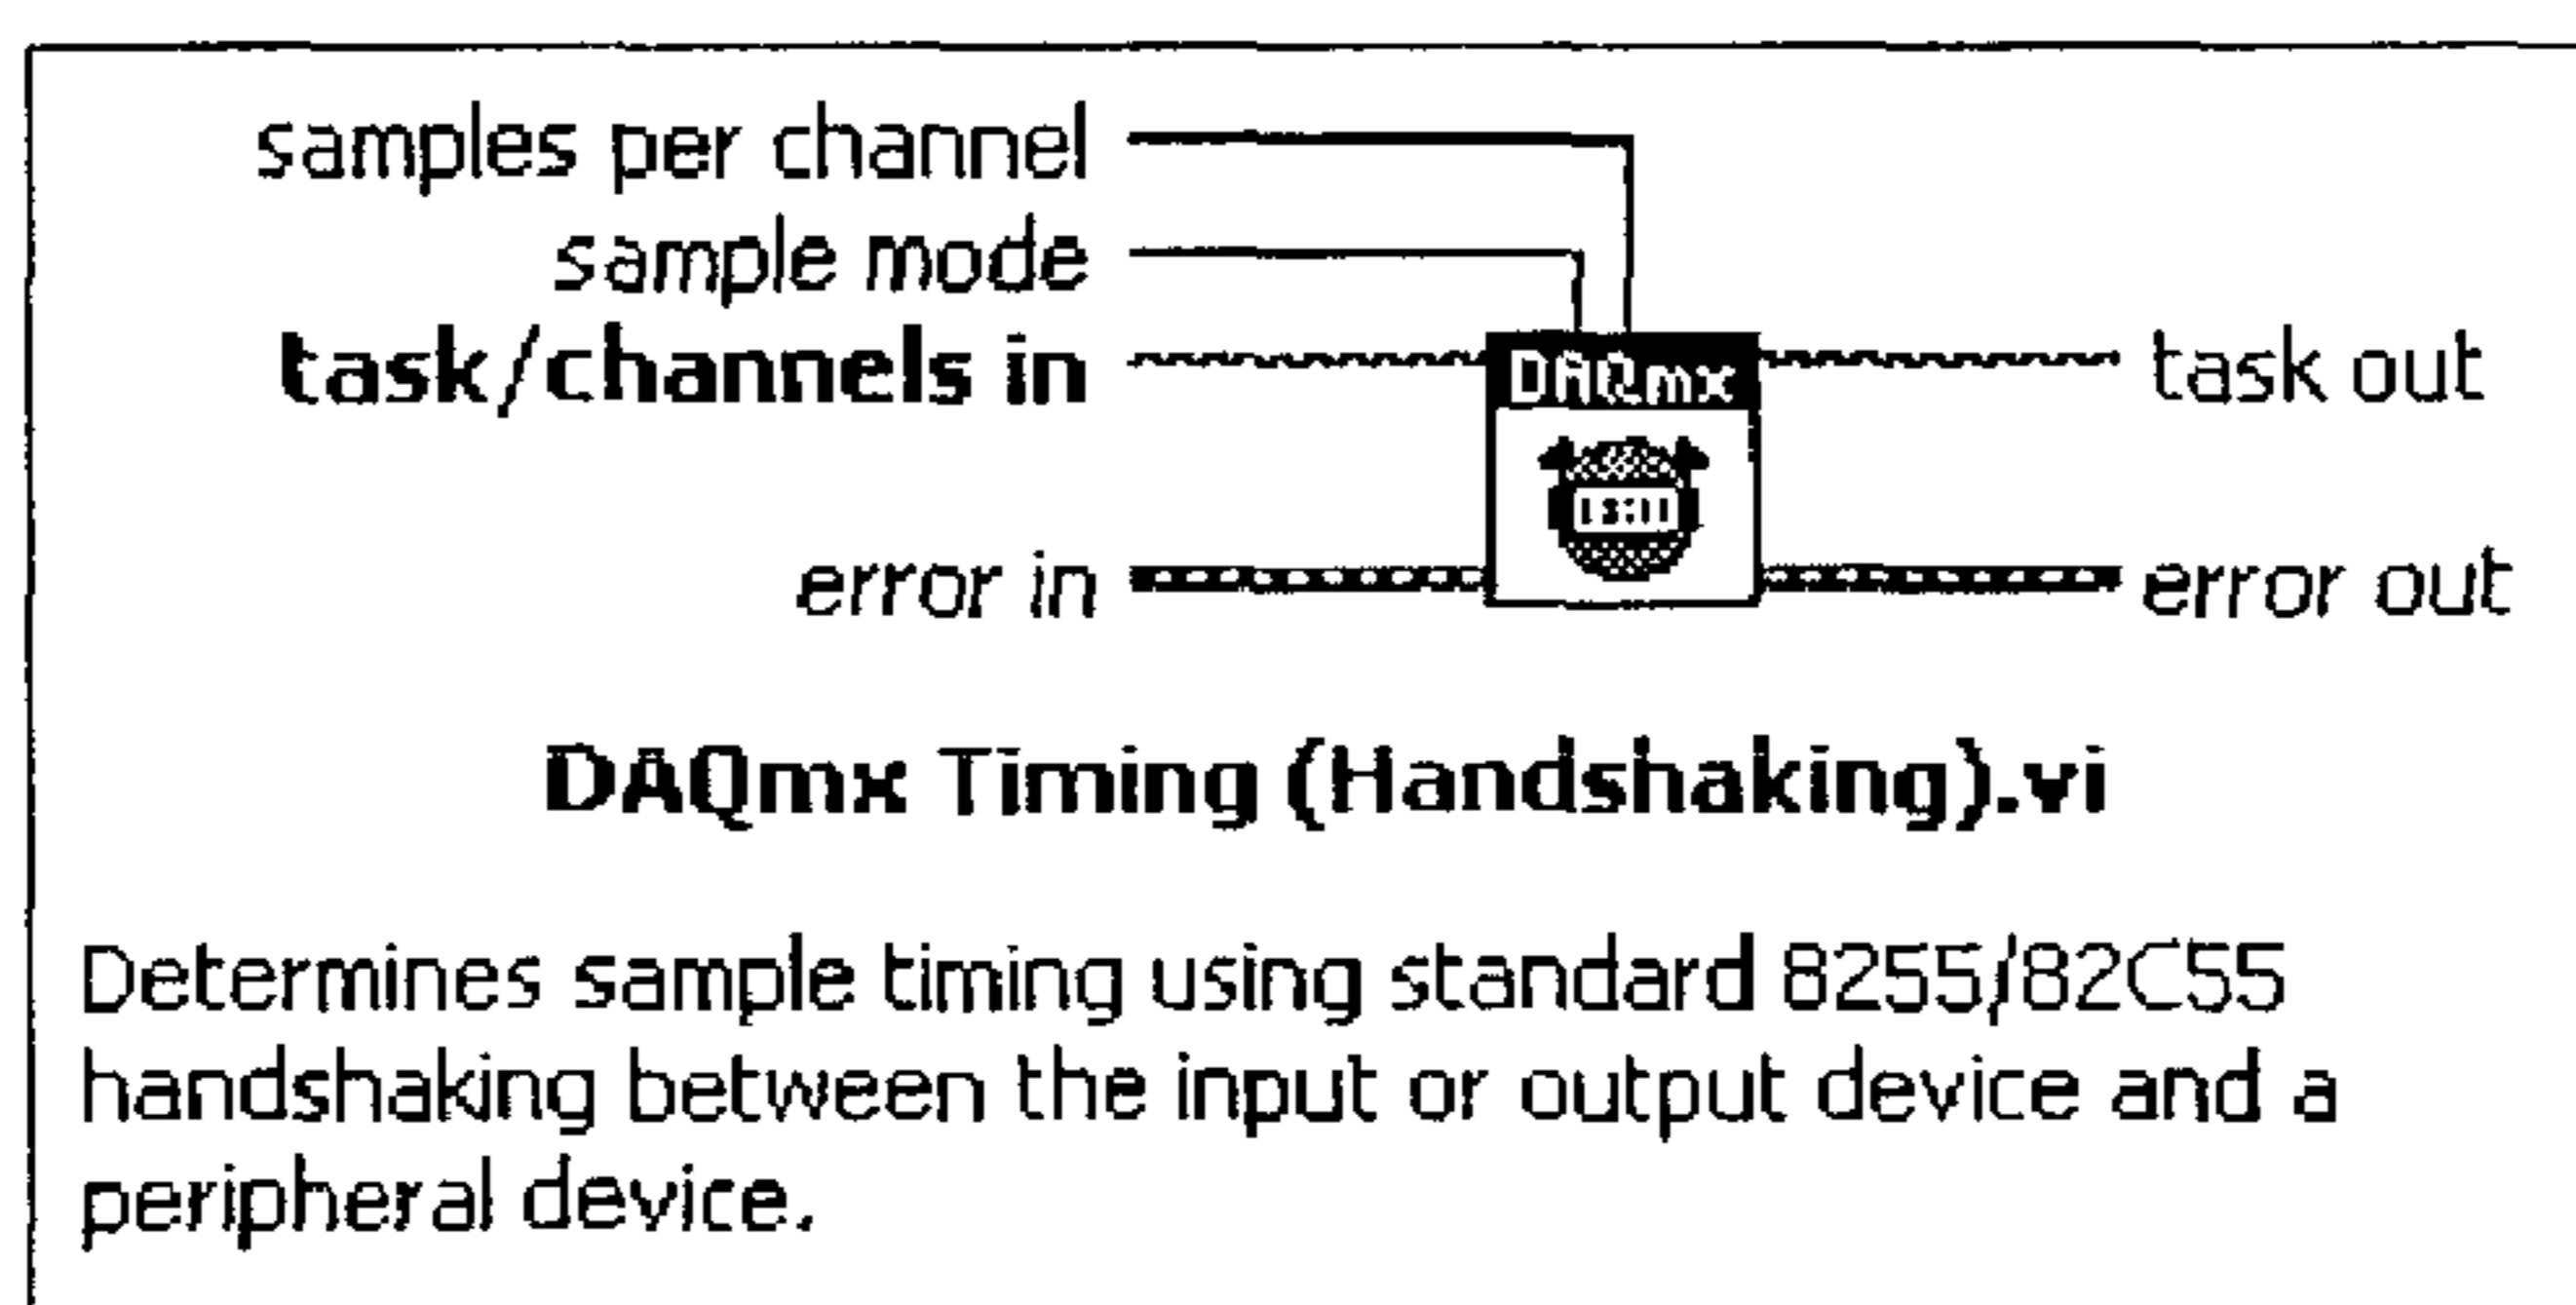 samples per channel
sample mode
task/channels in
task out
DAQmx
error in
error out
DAQmx Timing (Handshaking).vi
Determines sample timing using standard 8255/82C55
handshaking between the input or output device and a
peripheral device.